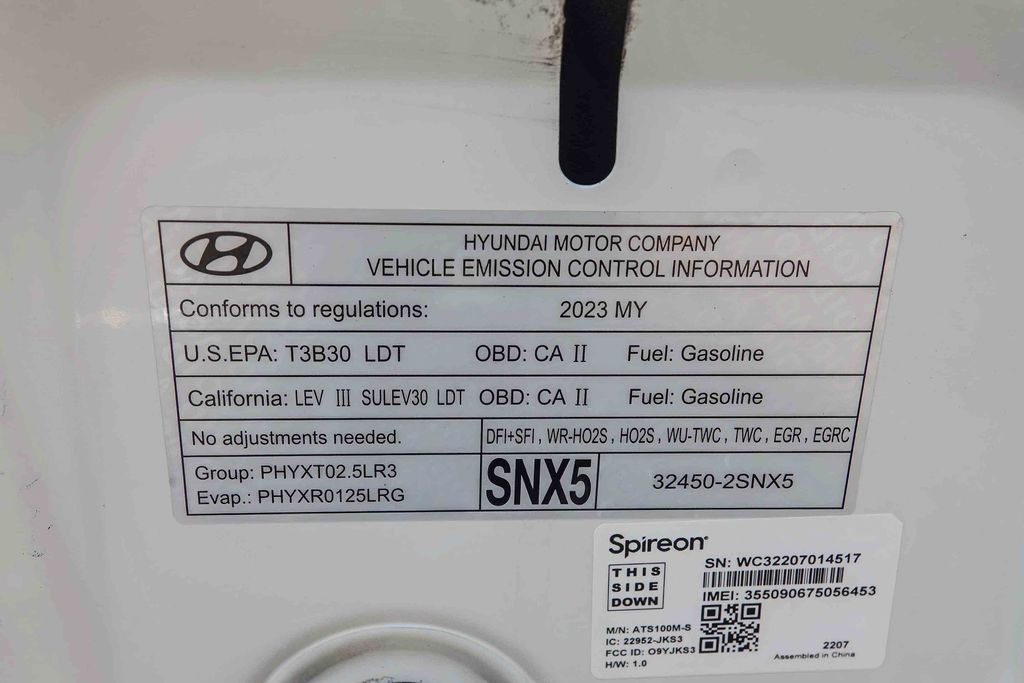 HYUNDAI MOTOR COMPANY
VEHICLE EMISSION CONTROL INFORMATION
Conforms to regulations: 2023 MY
U.S.EPA: T3B30 LDT OBD: CA II Fuel: Gasoline
California: LEV III SULEV30 LDT OBD: CA II Fuel: Gasoline
No adjustments needed. DFI+SFI , WR-HO2S , HO2S , WU-TWC , TWC , EGR , EGRC
Group: PHYXT02.5LR3
Evap.: PHYXR0125LRG
SNX5 32450-2SNX5
Spireon
THIS
SIDE
DOWN
SN: WC32207014517
IMEI: 355090675056453
M/N: ATS100M-S
IC: 22952-JKS3
FCC ID: O9YJKS3
H/W: 1.0
2207
Assembled in China